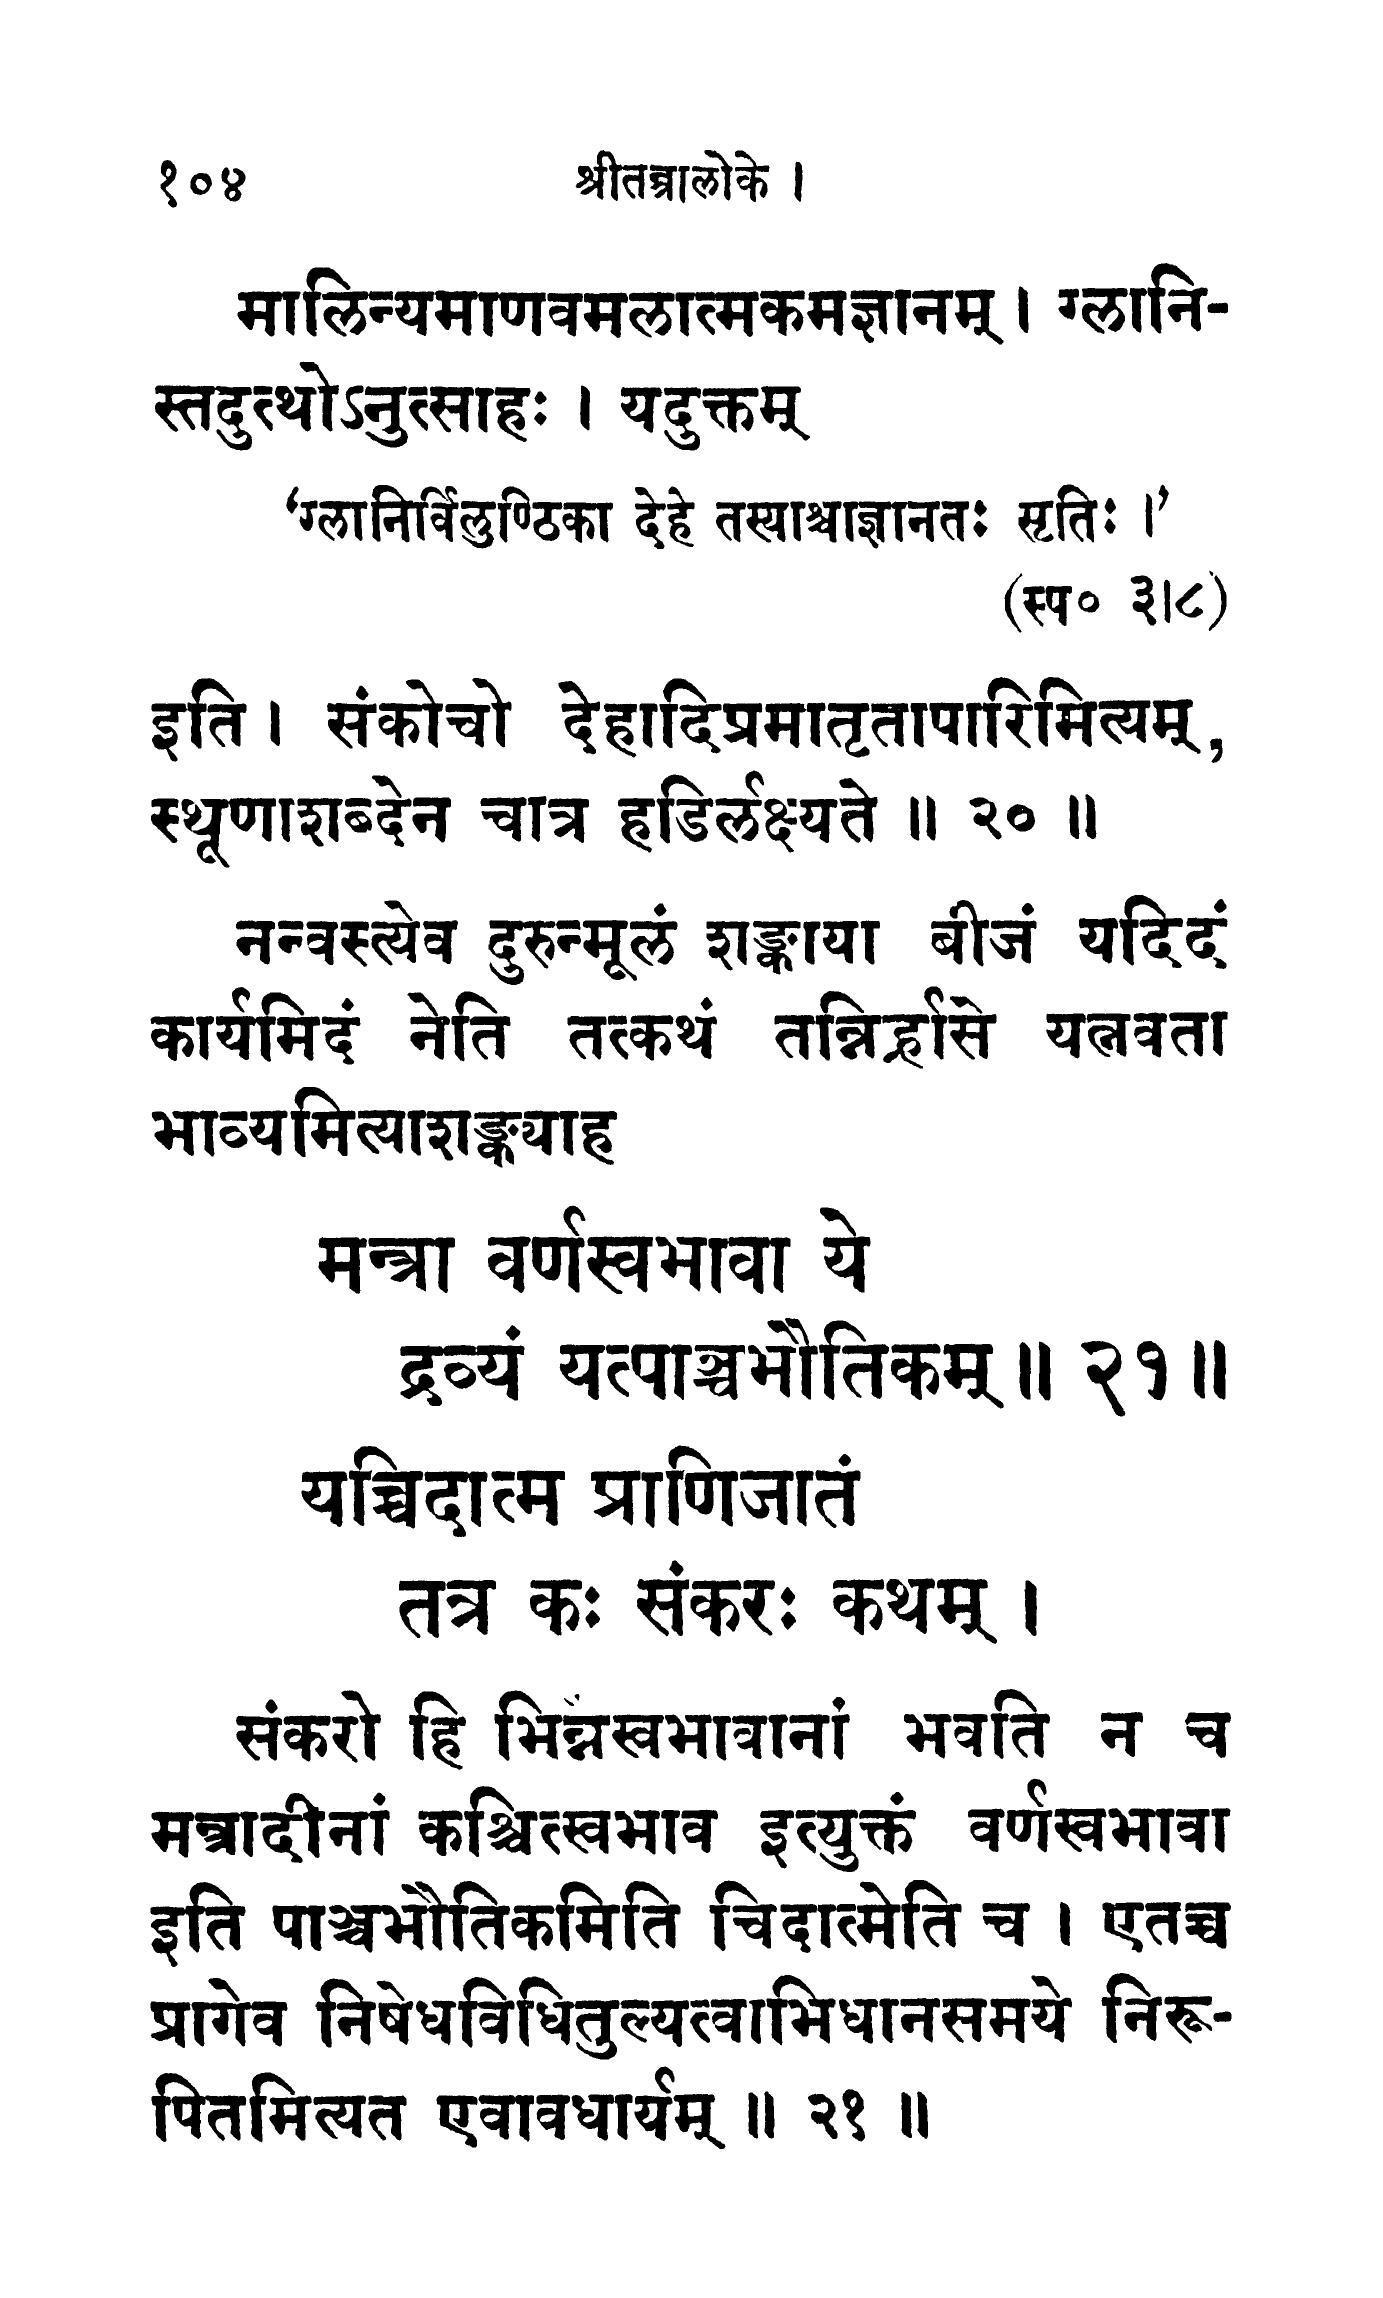 १०४ श्रीतन्त्रालोके ।
मालिन्यमाणवमलात्मकमज्ञानम् । ग्लानि-
स्तदुत्थोऽनुत्साहः । यदुक्तम्
‘ग्लानिर्विलुण्ठिका देहे तस्याश्चाज्ञानतः सृतिः ।’
(स्प० ३।८)
इति । संकोचो देहादिप्रमातृतापारिमित्यम्,
स्थूणाशब्देन चात्र हडिर्लक्ष्यते ॥ २० ॥
नन्वस्त्येव दुरुन्मूलं शङ्काया बीजं यदिदं
कार्यमिदं नेति तत्कथं तन्निर्ह्रासे यत्नवता
भाव्यमित्याशङ्क्याह
मन्त्रा वर्णस्वभावा ये
द्रव्यं यत्पाञ्चभौतिकम् ॥ २१ ॥
यच्चिदात्म प्राणिजातं
तत्र कः संकरः कथम् ।
संकरो हि भिन्नस्वभावानां भवति न च
मन्त्रादीनां कश्चित्स्वभाव इत्युक्तं वर्णस्वभावा
इति पाञ्चभौतिकमिति चिदात्मेति च । एतच्च
प्रागेव निषेधविधितुल्यत्वाभिधानसमये निरू-
पितमित्यत एवावधार्यम् ॥ २१ ॥